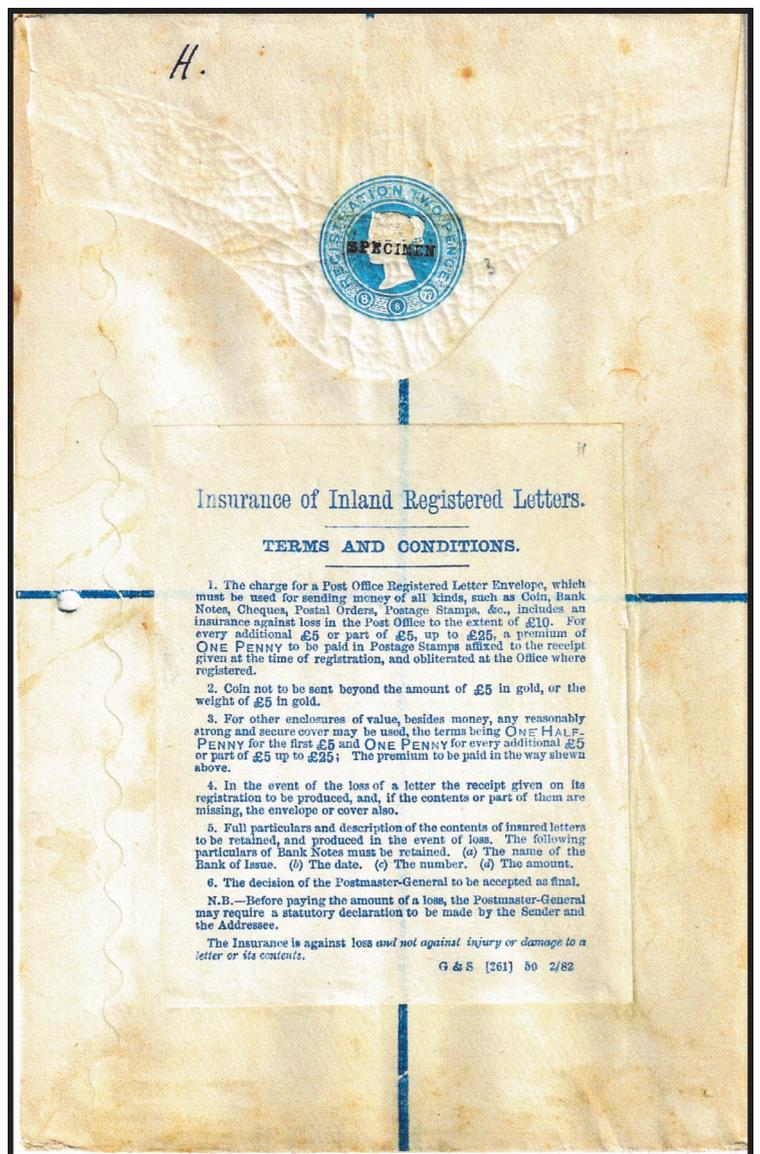 H.
REGISTRATION TWO PENCE
SPECIMEN
3
8 8 79
H
Insurance of Inland Registered Letters.
TERMS AND CONDITIONS.
1. The charge for a Post Office Registered Letter Envelope, which
must be used for sending money of all kinds, such as Coin, Bank
Notes, Cheques, Postal Orders, Postage Stamps, &c., includes an
insurance against loss in the Post Office to the extent of £10. For
every additional £5 or part of £5, up to £25, a premium of
ONE PENNY to be paid in Postage Stamps affixed to the receipt
given at the time of registration, and obliterated at the Office where
registered.
2. Coin not to be sent beyond the amount of £5 in gold, or the
weight of £5 in gold.
3. For other enclosures of value, besides money, any reasonably
strong and secure cover may be used, the terms being ONE HALF-
PENNY for the first £5 and ONE PENNY for every additional £5
or part of £5 up to £25; The premium to be paid in the way shewn
above.
4. In the event of the loss of a letter the receipt given on its
registration to be produced, and, if the contents or part of them are
missing, the envelope or cover also.
5. Full particulars and description of the contents of insured letters
to be retained, and produced in the event of loss. The following
particulars of Bank Notes must be retained. (a) The name of the
Bank of Issue. (b) The date. (c) The number. (d) The amount.
6. The decision of the Postmaster-General to be accepted as final.
N.B.—Before paying the amount of a loss, the Postmaster-General
may require a statutory declaration to be made by the Sender and
the Addressee.
The Insurance is against loss and not against injury or damage to a
letter or its contents.
G & S [261] 50 2/82